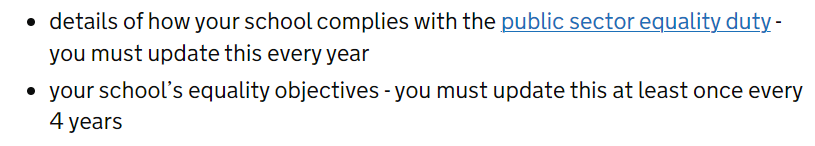 • details of how your school complies with the public sector equality duty -
you must update this every year
• your school’s equality objectives - you must update this at least once every
4 years